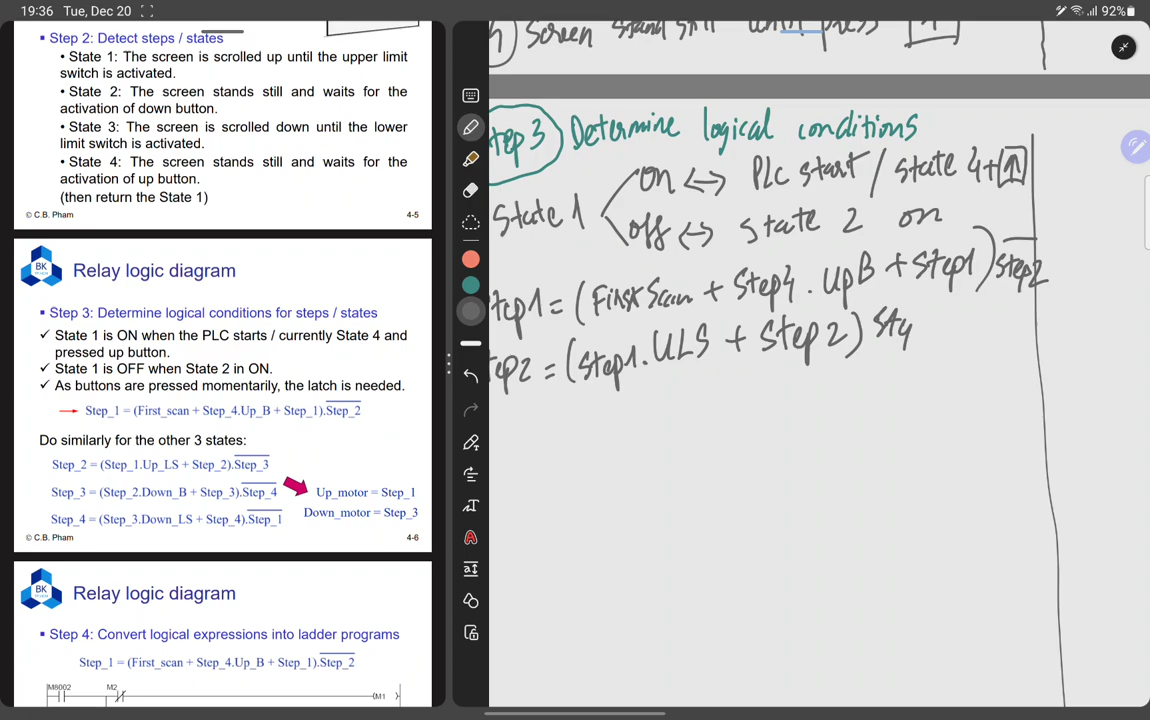 19:36 Tue, Dec 20
92%
▪ Step 2: Detect steps / states
• State 1: The screen is scrolled up until the upper limit
switch is activated.
• State 2: The screen stands still and waits for the
activation of down button.
• State 3: The screen is scrolled down until the lower
limit switch is activated.
• State 4: The screen stands still and waits for the
activation of up button.
(then return the State 1)
© C.B. Pham
4-5
BK
Relay logic diagram
▪ Step 3: Determine logical conditions for steps / states
✓ State 1 is ON when the PLC starts / currently State 4 and
pressed up button.
✓ State 1 is OFF when State 2 in ON.
✓ As buttons are pressed momentarily, the latch is needed.
Step_1 = (First_scan + Step_4.Up_B + Step_1).S̅t̅e̅p̅_̅2̅
Do similarly for the other 3 states:
Step_2 = (Step_1.Up_LS + Step_2).S̅t̅e̅p̅_̅3̅
Step_3 = (Step_2.Down_B + Step_3).S̅t̅e̅p̅_̅4̅
Step_4 = (Step_3.Down_LS + Step_4).S̅t̅e̅p̅_̅1̅
Up_motor = Step_1
Down_motor = Step_3
© C.B. Pham
4-6
BK
Relay logic diagram
▪ Step 4: Convert logical expressions into ladder programs
Step_1 = (First_scan + Step_4.Up_B + Step_1).S̅t̅e̅p̅_̅2̅
M8002 M2
(M1 )
Screen stand still until press ↑
tep 3 Determine logical conditions
State 1
on ⇔ PLC start / state 4 + ↑
off ⇔ state 2 on
tep1 = (First Scan + Step4 . UpB + Step1) S̅t̅e̅p̅2̅
ep2 = (Step1. ULS + Step2)